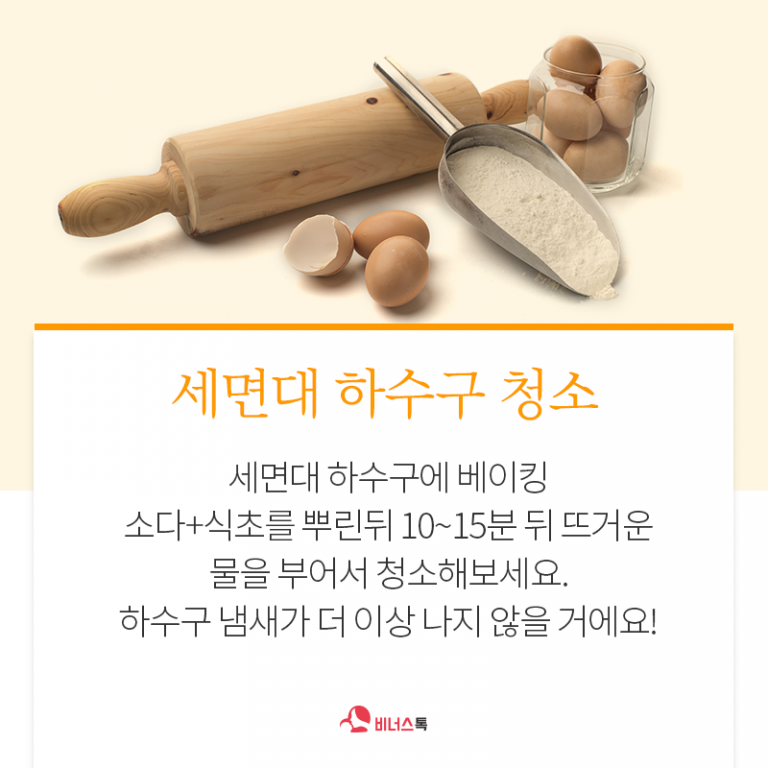 세면대 하수구 청소
세면대 하수구에 베이킹
소다+식초를 뿌린뒤 10~15분 뒤 뜨거운
물을 부어서 청소해보세요.
하수구 냄새가 더 이상 나지 않을 거에요!
비너스톡